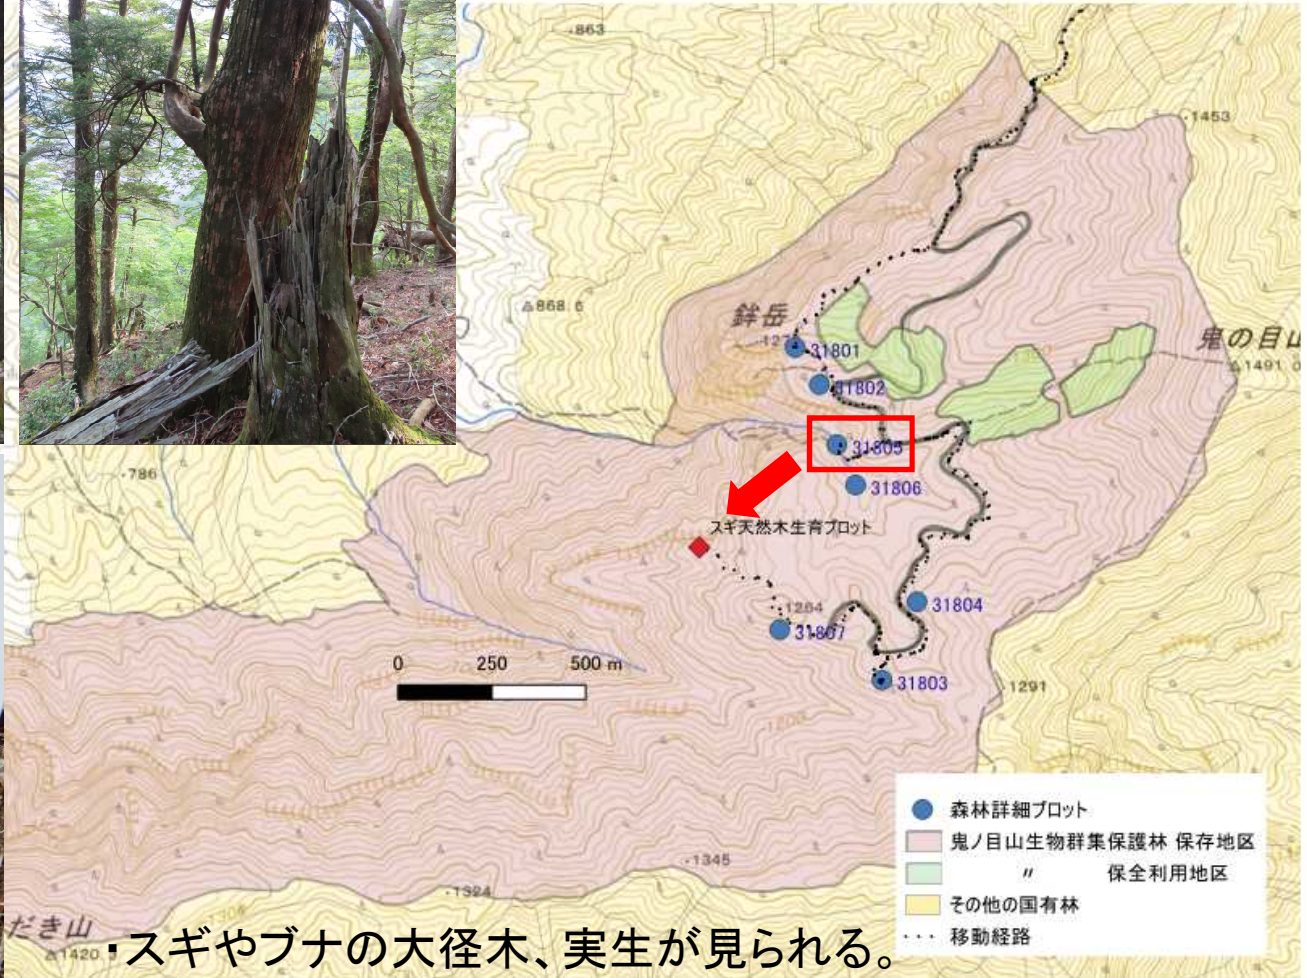 863
1453
鉾岳
868.6
鬼の目山
1491
31801
31802
31805
31806
786
スギ天然木生育プロット
1264
31804
31807
0 250 500 m
31803
1291
森林詳細プロット
鬼ノ目山生物群集保護林 保存地区
〃 保全利用地区
その他の国有林
移動経路
1345
1324
だき山
1420
・スギやブナの大径木、実生が見られる。